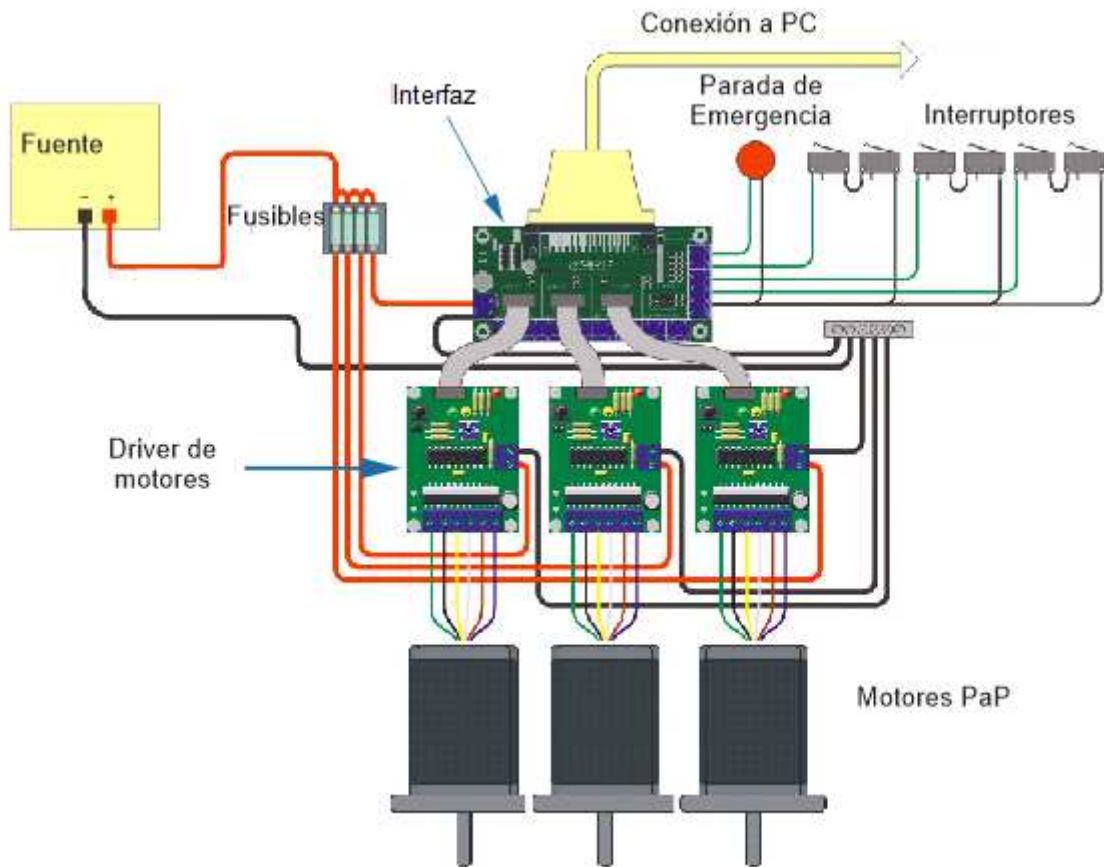 Conexión a PC
Interfaz
Parada de
Emergencia
Interruptores
Fuente
- +
Fusibles
Driver de
motores
Motores PaP